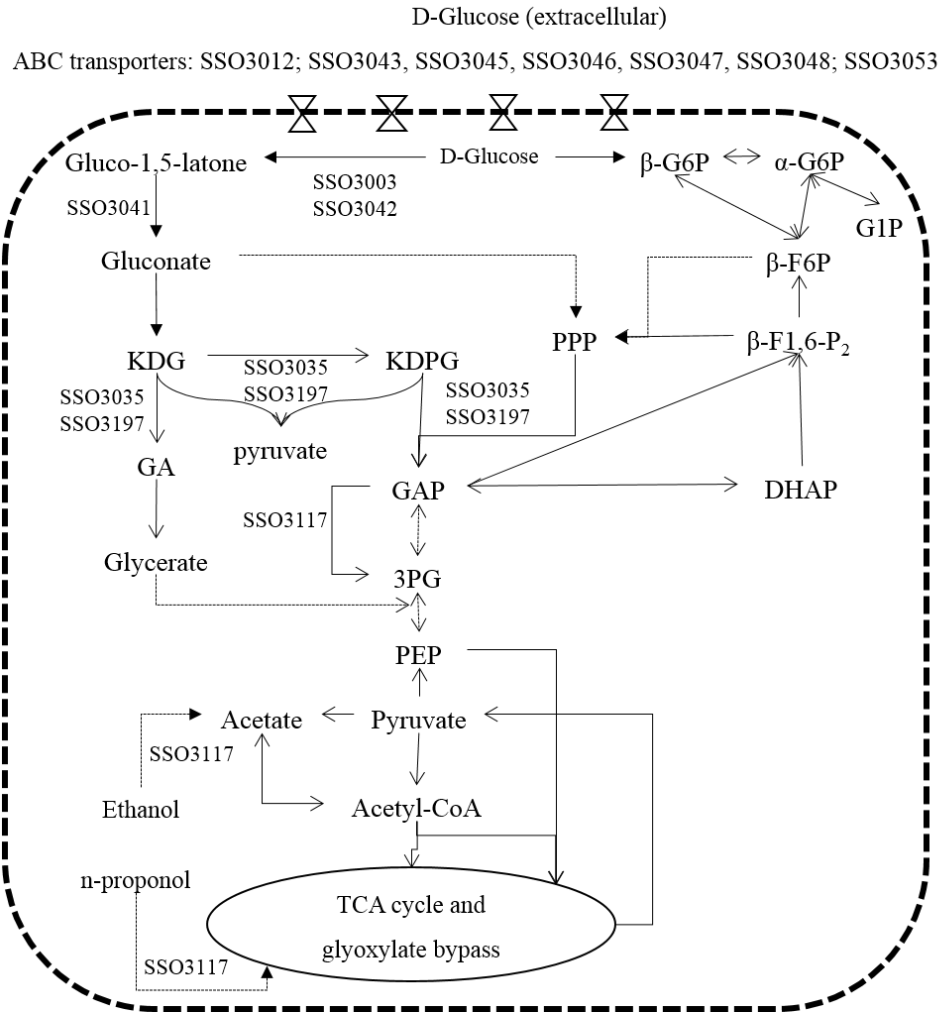 D-Glucose (extracellular)
ABC transporters: SSO3012; SSO3043, SSO3045, SSO3046, SSO3047, SSO3048; SSO3053
Gluco-1,5-latone
D-Glucose
β-G6P
α-G6P
SSO3003
SSO3042
SSO3041
G1P
Gluconate
β-F6P
KDG
KDPG
PPP
β-F1,6-P₂
SSO3035
SSO3197
SSO3035
SSO3197
SSO3035
SSO3197
pyruvate
GA
GAP
DHAP
SSO3117
Glycerate
3PG
PEP
Acetate
Pyruvate
SSO3117
Ethanol
Acetyl-CoA
n-proponol
TCA cycle and
glyoxylate bypass
SSO3117